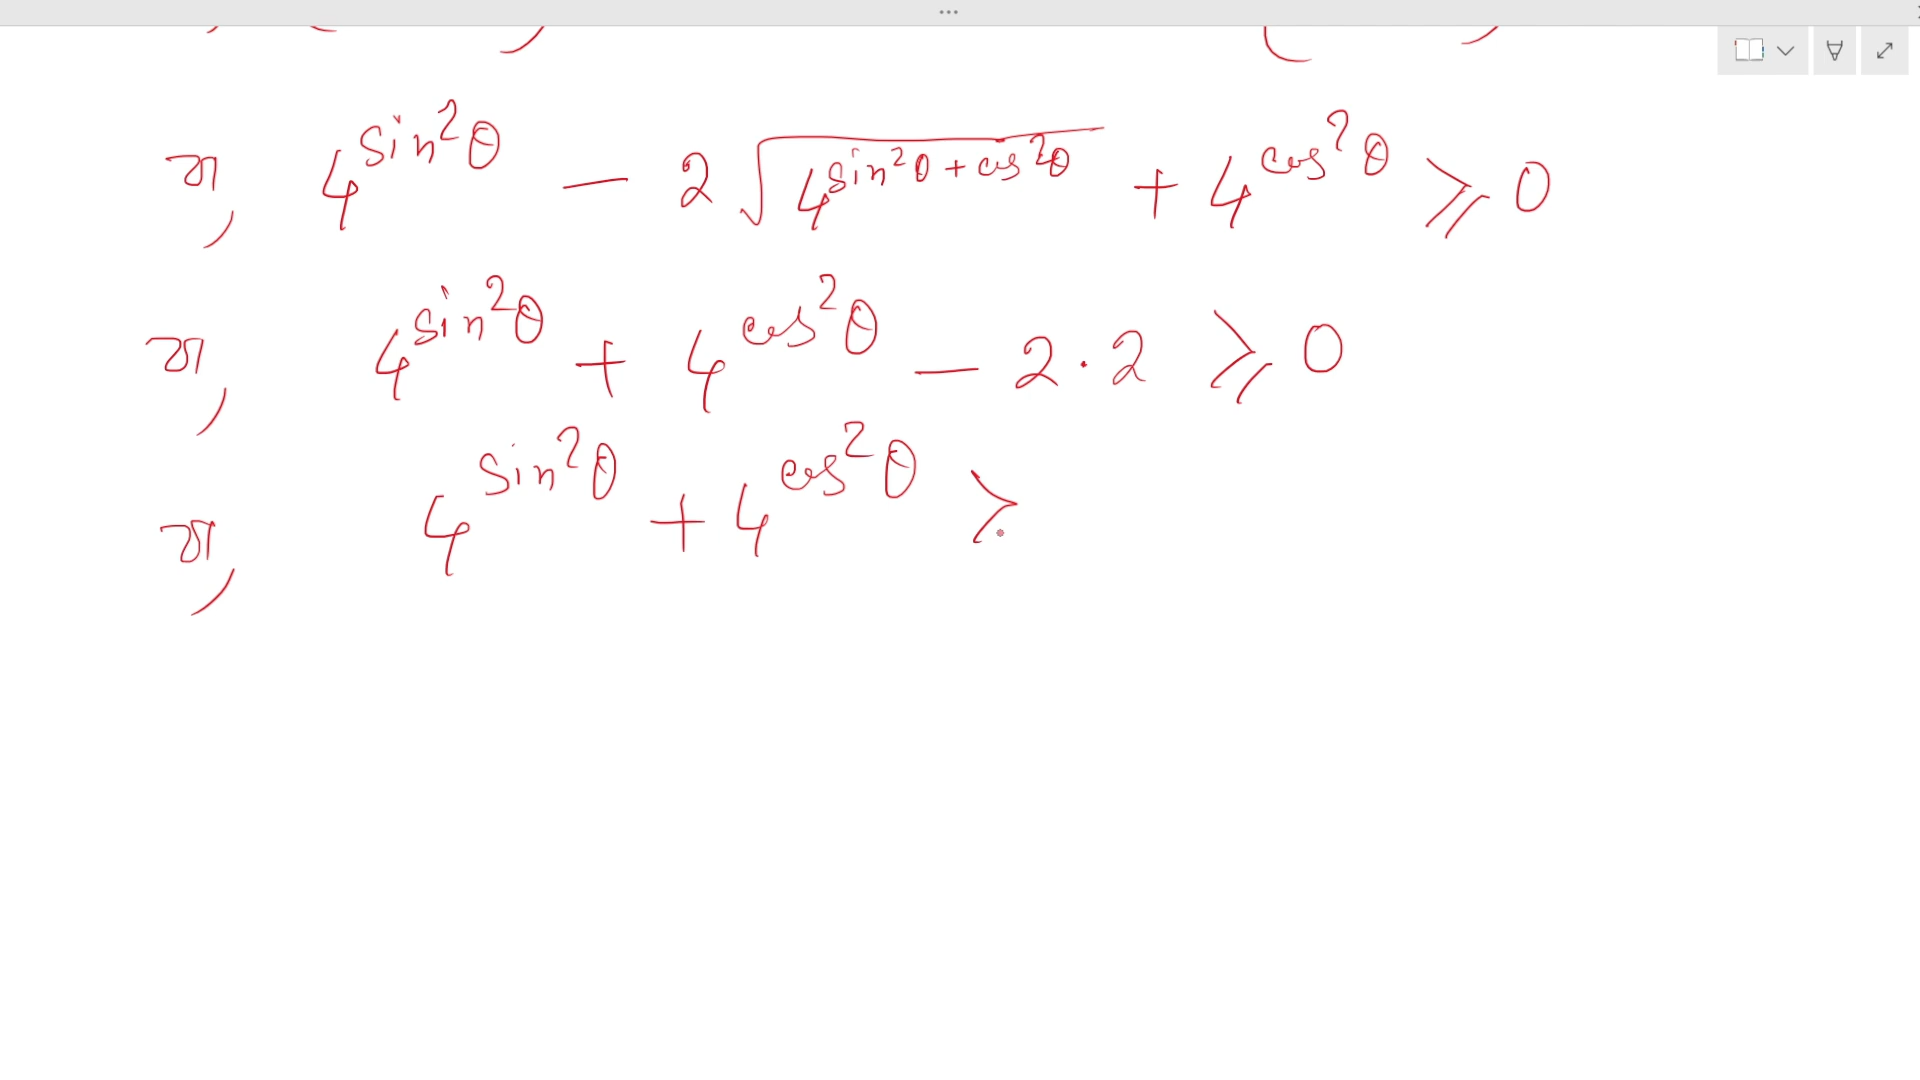 বা, 4^{sin²θ} − 2√(4^{sin²θ + cos²θ}) + 4^{cos²θ} ⩾ 0
বা, 4^{sin²θ} + 4^{cos²θ} − 2·2 ⩾ 0
বা, 4^{sin²θ} + 4^{cos²θ} >